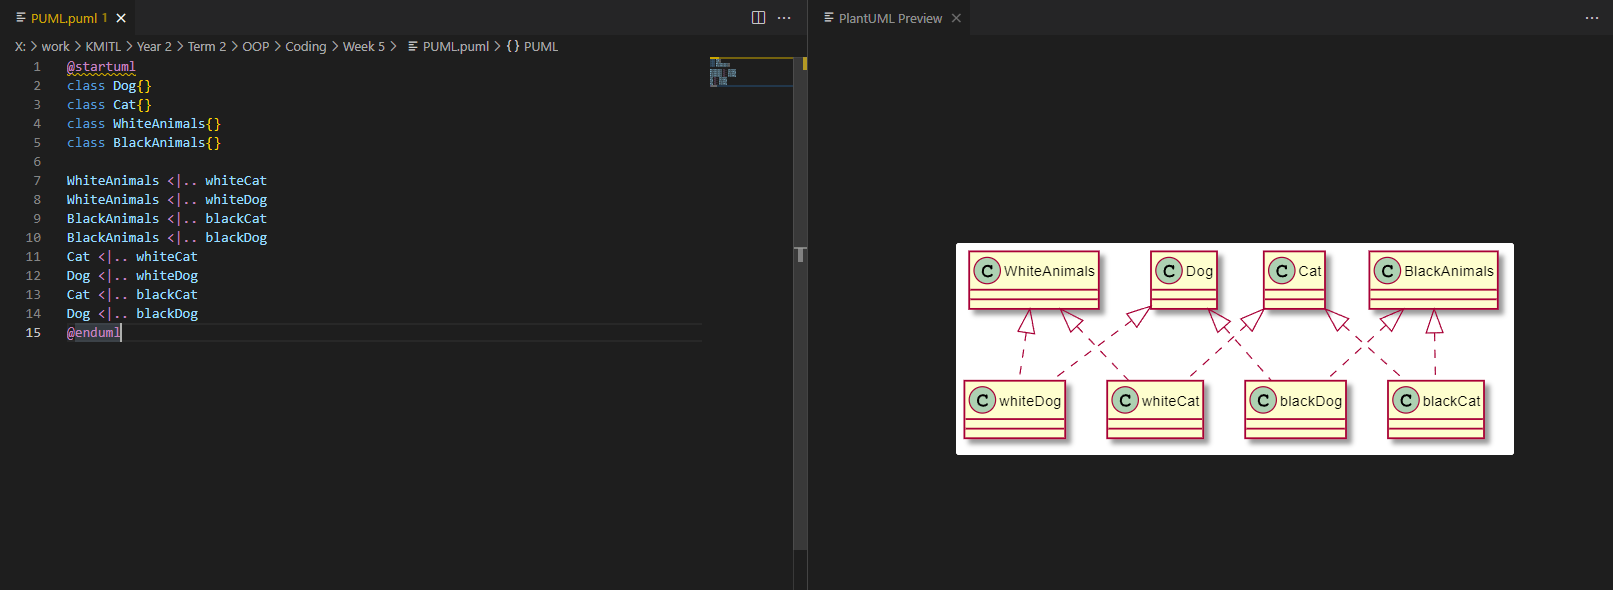 PUML.puml 1
PlantUML Preview
X: > work > KMITL > Year 2 > Term 2 > OOP > Coding > Week 5 > PUML.puml > {} PUML
1 @startuml
2 class Dog{}
3 class Cat{}
4 class WhiteAnimals{}
5 class BlackAnimals{}
6
7 WhiteAnimals <|.. whiteCat
8 WhiteAnimals <|.. whiteDog
9 BlackAnimals <|.. blackCat
10 BlackAnimals <|.. blackDog
11 Cat <|.. whiteCat
12 Dog <|.. whiteDog
13 Cat <|.. blackCat
14 Dog <|.. blackDog
15 @enduml
C WhiteAnimals C Dog C Cat C BlackAnimals
C whiteDog C whiteCat C blackDog C blackCat